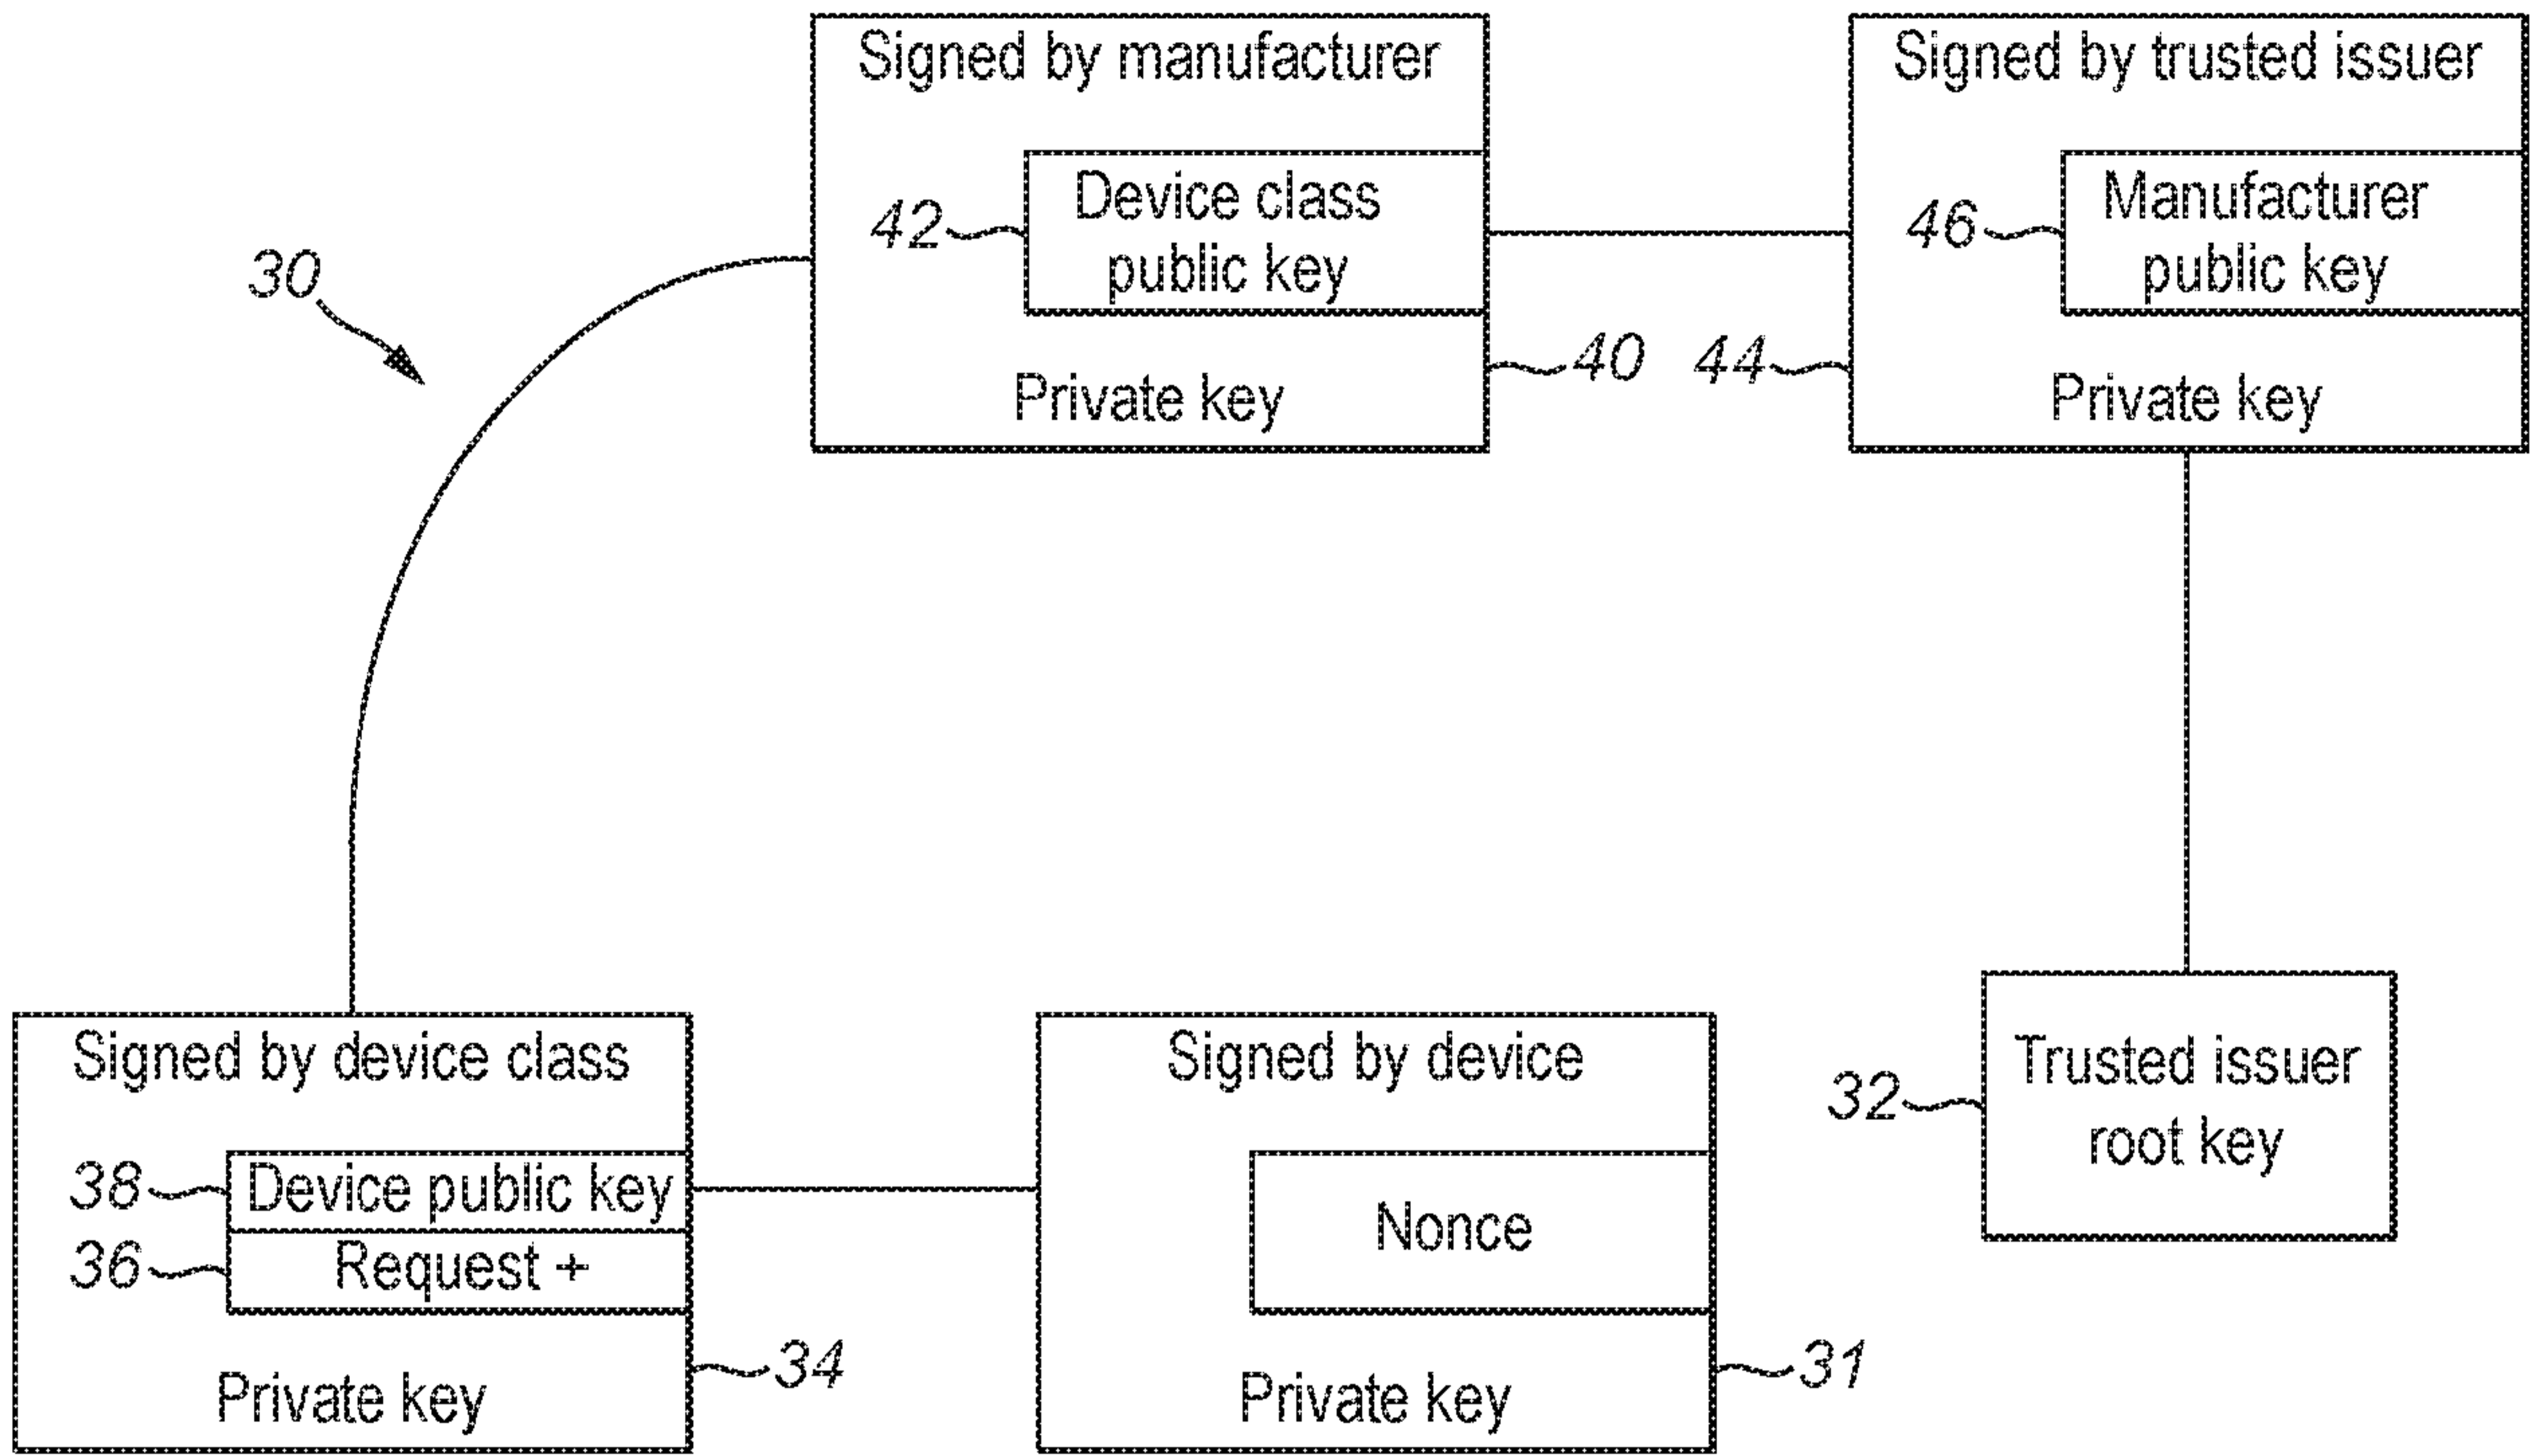 Signed by manufacturer
42
Device class
public key
40
Private key
Signed by trusted issuer
46
Manufacturer
public key
44
Private key
30
Signed by device class
38
Device public key
36
Request +
34
Private key
Signed by device
Nonce
31
Private key
32
Trusted issuer
root key